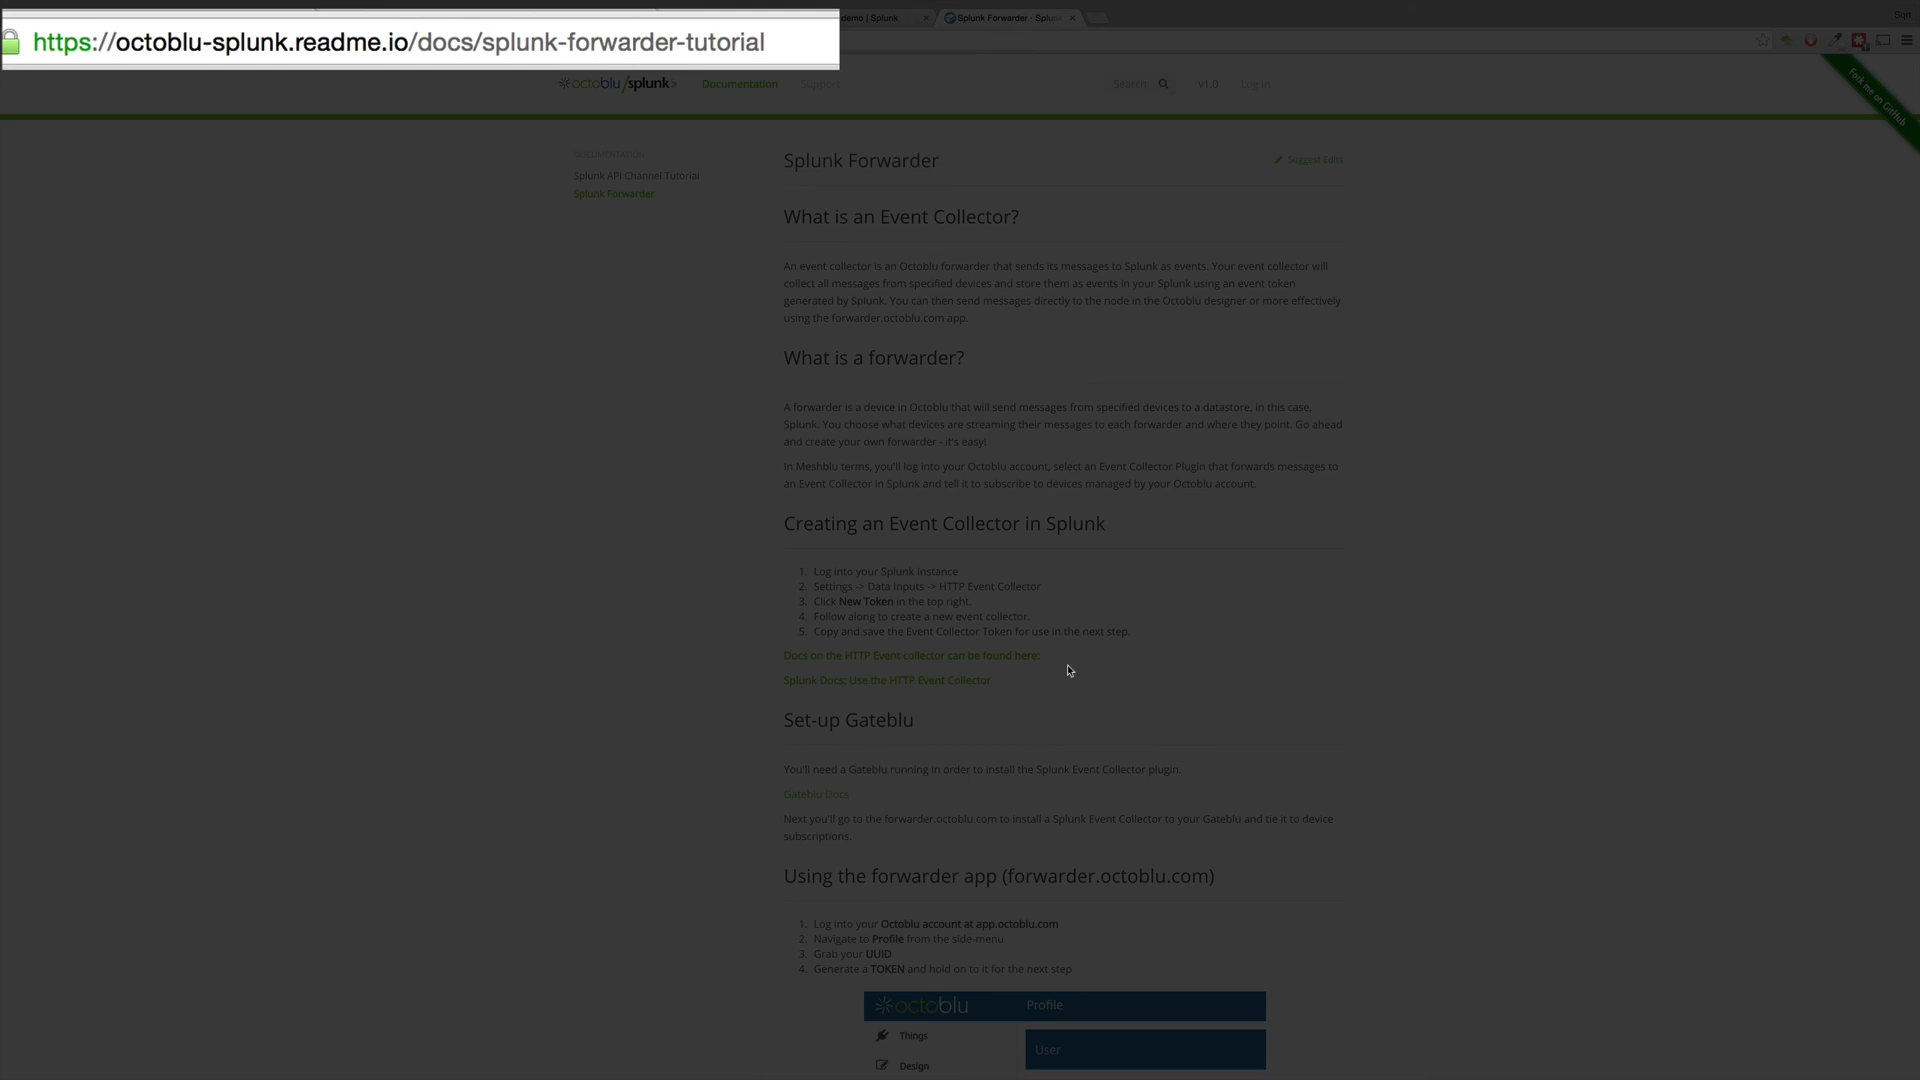 demo | Splunk
Splunk Forwarder - Splun
Sqrt
https://octoblu-splunk.readme.io/docs/splunk-forwarder-tutorial
octoblu/splunk>
Documentation
Support
Search
v1.0
Log In
Fork me on GitHub
DOCUMENTATION
Splunk API Channel Tutorial
Splunk Forwarder
Splunk Forwarder
Suggest Edits
What is an Event Collector?
An event collector is an Octoblu forwarder that sends its messages to Splunk as events. Your event collector will
collect all messages from specified devices and store them as events in your Splunk using an event token
generated by Splunk. You can then send messages directly to the node in the Octoblu designer or more effectively
using the forwarder.octoblu.com app.
What is a forwarder?
A forwarder is a device in Octoblu that will send messages from specified devices to a datastore, in this case,
Splunk. You choose what devices are streaming their messages to each forwarder and where they point. Go ahead
and create your own forwarder - it's easy!
In Meshblu terms, you'll log into your Octoblu account, select an Event Collector Plugin that forwards messages to
an Event Collector in Splunk and tell it to subscribe to devices managed by your Octoblu account.
Creating an Event Collector in Splunk
1. Log into your Splunk Instance
2. Settings -> Data Inputs -> HTTP Event Collector
3. Click New Token in the top right.
4. Follow along to create a new event collector.
5. Copy and save the Event Collector Token for use in the next step.
Docs on the HTTP Event collector can be found here:
Splunk Docs: Use the HTTP Event Collector
Set-up Gateblu
You'll need a Gateblu running in order to install the Splunk Event Collector plugin.
Gateblu Docs
Next you'll go to the forwarder.octoblu.com to install a Splunk Event Collector to your Gateblu and tie it to device
subscriptions.
Using the forwarder app (forwarder.octoblu.com)
1. Log into your Octoblu account at app.octoblu.com
2. Navigate to Profile from the side-menu
3. Grab your UUID
4. Generate a TOKEN and hold on to it for the next step
octoblu
Profile
Things
User
Design